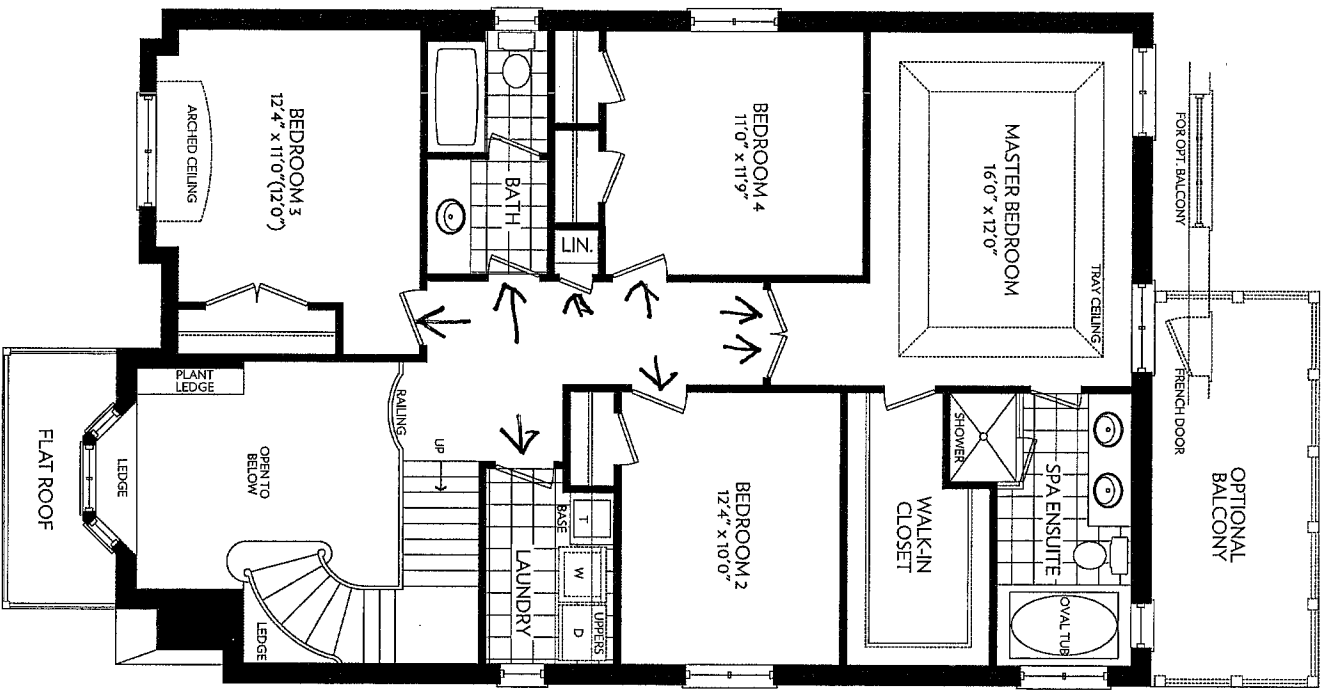 BEDROOM 3
12'4" x 11'0"(12'0")
ARCHED CEILING
BATH
LIN.
BEDROOM 4
11'0" x 11'9"
MASTER BEDROOM
16'0" x 12'0"
TRAY CEILING
FOR OPT. BALCONY
FRENCH DOOR
OPTIONAL
BALCONY
PLANT
LEDGE
RAILING
FLAT ROOF
LEDGE
OPEN TO
BELOW
UP
LEDGE
LAUNDRY
BASE
T
W
D
UPPERS
BEDROOM 2
12'4" x 10'0"
WALK-IN
CLOSET
SHOWER
SPA ENSUITE
OVAL TUB